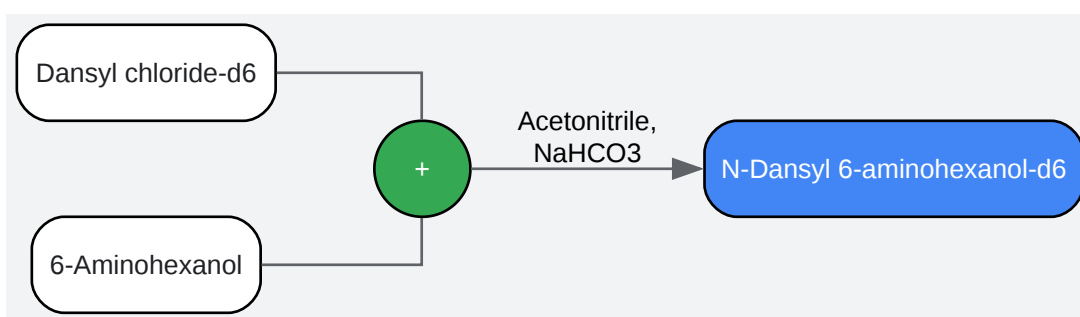 Dansyl chloride-d6
6-Aminohexanol
+
Acetonitrile,
NaHCO3
N-Dansyl 6-aminohexanol-d6